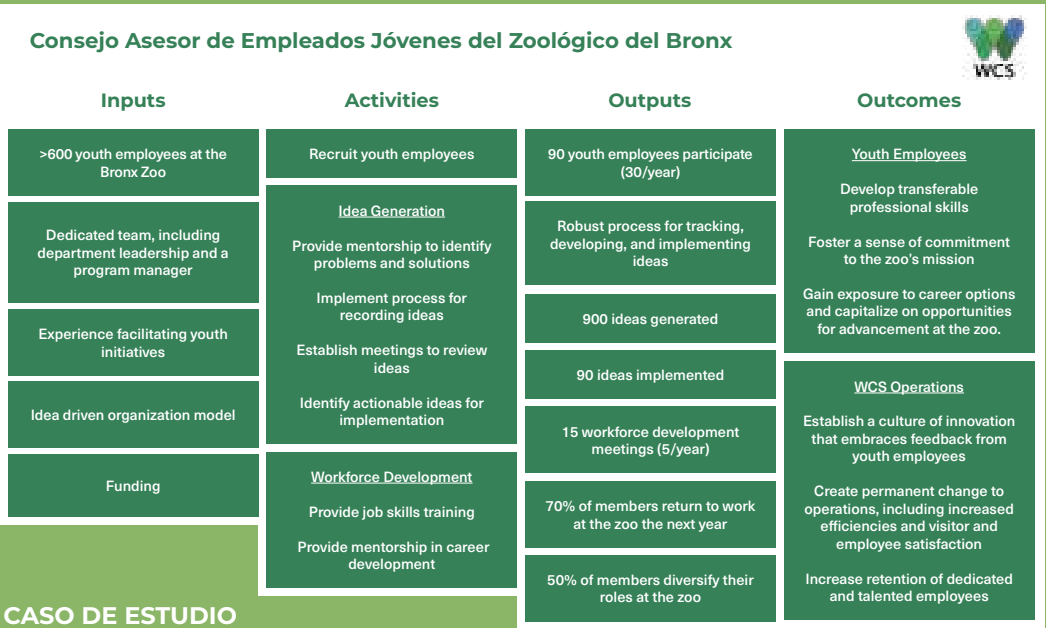 Consejo Asesor de Empleados Jóvenes del Zoológico del Bronx
WCS
Inputs
>600 youth employees at the
Bronx Zoo
Dedicated team, including
department leadership and a
program manager
Experience facilitating youth
initiatives
Idea driven organization model
Funding
Activities
Recruit youth employees
Idea Generation
Provide mentorship to identify
problems and solutions
Implement process for
recording ideas
Establish meetings to review
ideas
Identify actionable ideas for
implementation
Workforce Development
Provide job skills training
Provide mentorship in career
development
Outputs
90 youth employees participate
(30/year)
Robust process for tracking,
developing, and implementing
ideas
900 ideas generated
90 ideas implemented
15 workforce development
meetings (5/year)
70% of members return to work
at the zoo the next year
50% of members diversify their
roles at the zoo
Outcomes
Youth Employees
Develop transferable
professional skills
Foster a sense of commitment
to the zoo's mission
Gain exposure to career options
and capitalize on opportunities
for advancement at the zoo.
WCS Operations
Establish a culture of innovation
that embraces feedback from
youth employees
Create permanent change to
operations, including increased
efficiencies and visitor and
employee satisfaction
Increase retention of dedicated
and talented employees
CASO DE ESTUDIO